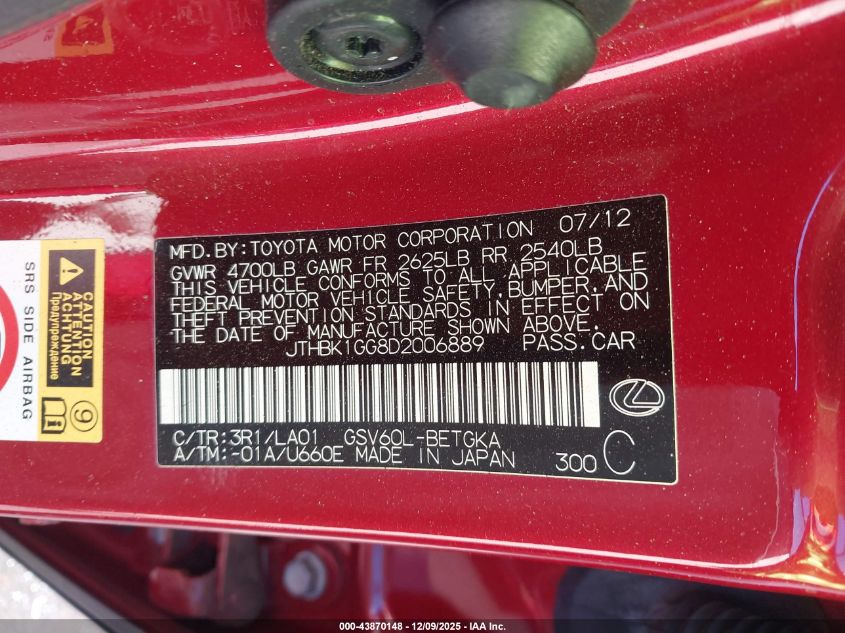 MFD.BY:TOYOTA MOTOR CORPORATION 07/12
GVWR 4700LB GAWR FR 2625LB RR 2540LB
THIS VEHICLE CONFORMS TO ALL APPLICABLE
FEDERAL MOTOR VEHICLE SAFETY,BUMPER,AND
THEFT PREVENTION STANDARDS IN EFFECT ON
THE DATE OF MANUFACTURE SHOWN ABOVE.
JTHBK1GG8D2006889 PASS.CAR
C/TR:3R1/LA01 GSV60L-BETGKA
A/TM:-01A/U660E MADE IN JAPAN 300 C
SRS SIDE AIRBAG
CAUTION
ATTENTION
ACHTUNG
Предупреждение
9
000-43870148 - 12/09/2025 - IAA Inc.